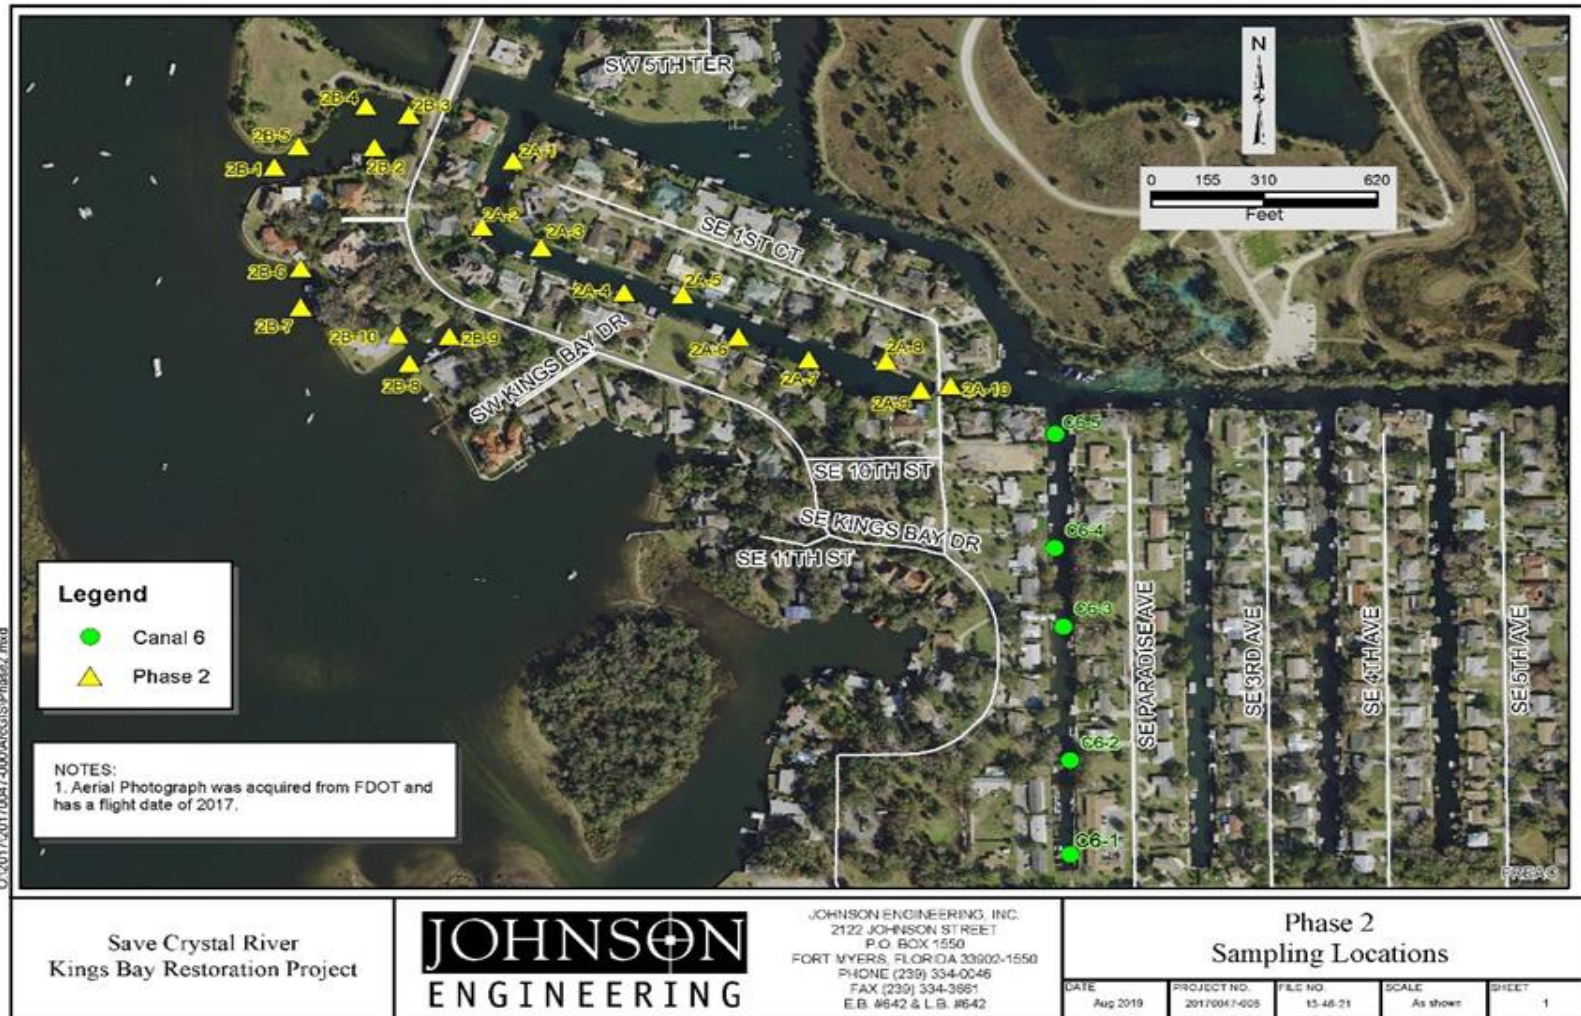 SW 5TH TER
N
2B-4
2B-3
2B-5
2B-2
2B-1
2A-1
0 155 310 620
Feet
2A-2
2A-3
SE 1ST CT
2B-6
2A-4
2A-5
2B-7
2B-10
2B-9
2B-8
SW KINGS BAY DR
2A-6
2A-7
2A-8
2A-9
2A-10
C6-5
SE 10TH ST
SE KINGS BAY DR
SE 11TH ST
C6-4
C6-3
SE PARADISE AVE
SE 3RD AVE
SE 4TH AVE
SE 5TH AVE
C6-2
C6-1
Legend
Canal 6
Phase 2
NOTES:
1. Aerial Photograph was acquired from FDOT and
has a flight date of 2017.
Save Crystal River
Kings Bay Restoration Project
JOHNSON
ENGINEERING
JOHNSON ENGINEERING, INC.
2122 JOHNSON STREET
P.O. BOX 1550
FORT MYERS, FLORIDA 33902-1550
PHONE (239) 334-0046
FAX (239) 334-3661
E.B. #642 & L.B. #642
Phase 2
Sampling Locations
DATE
Aug 2019
PROJECT NO.
FILE NO.
SCALE
As shown
SHEET
1